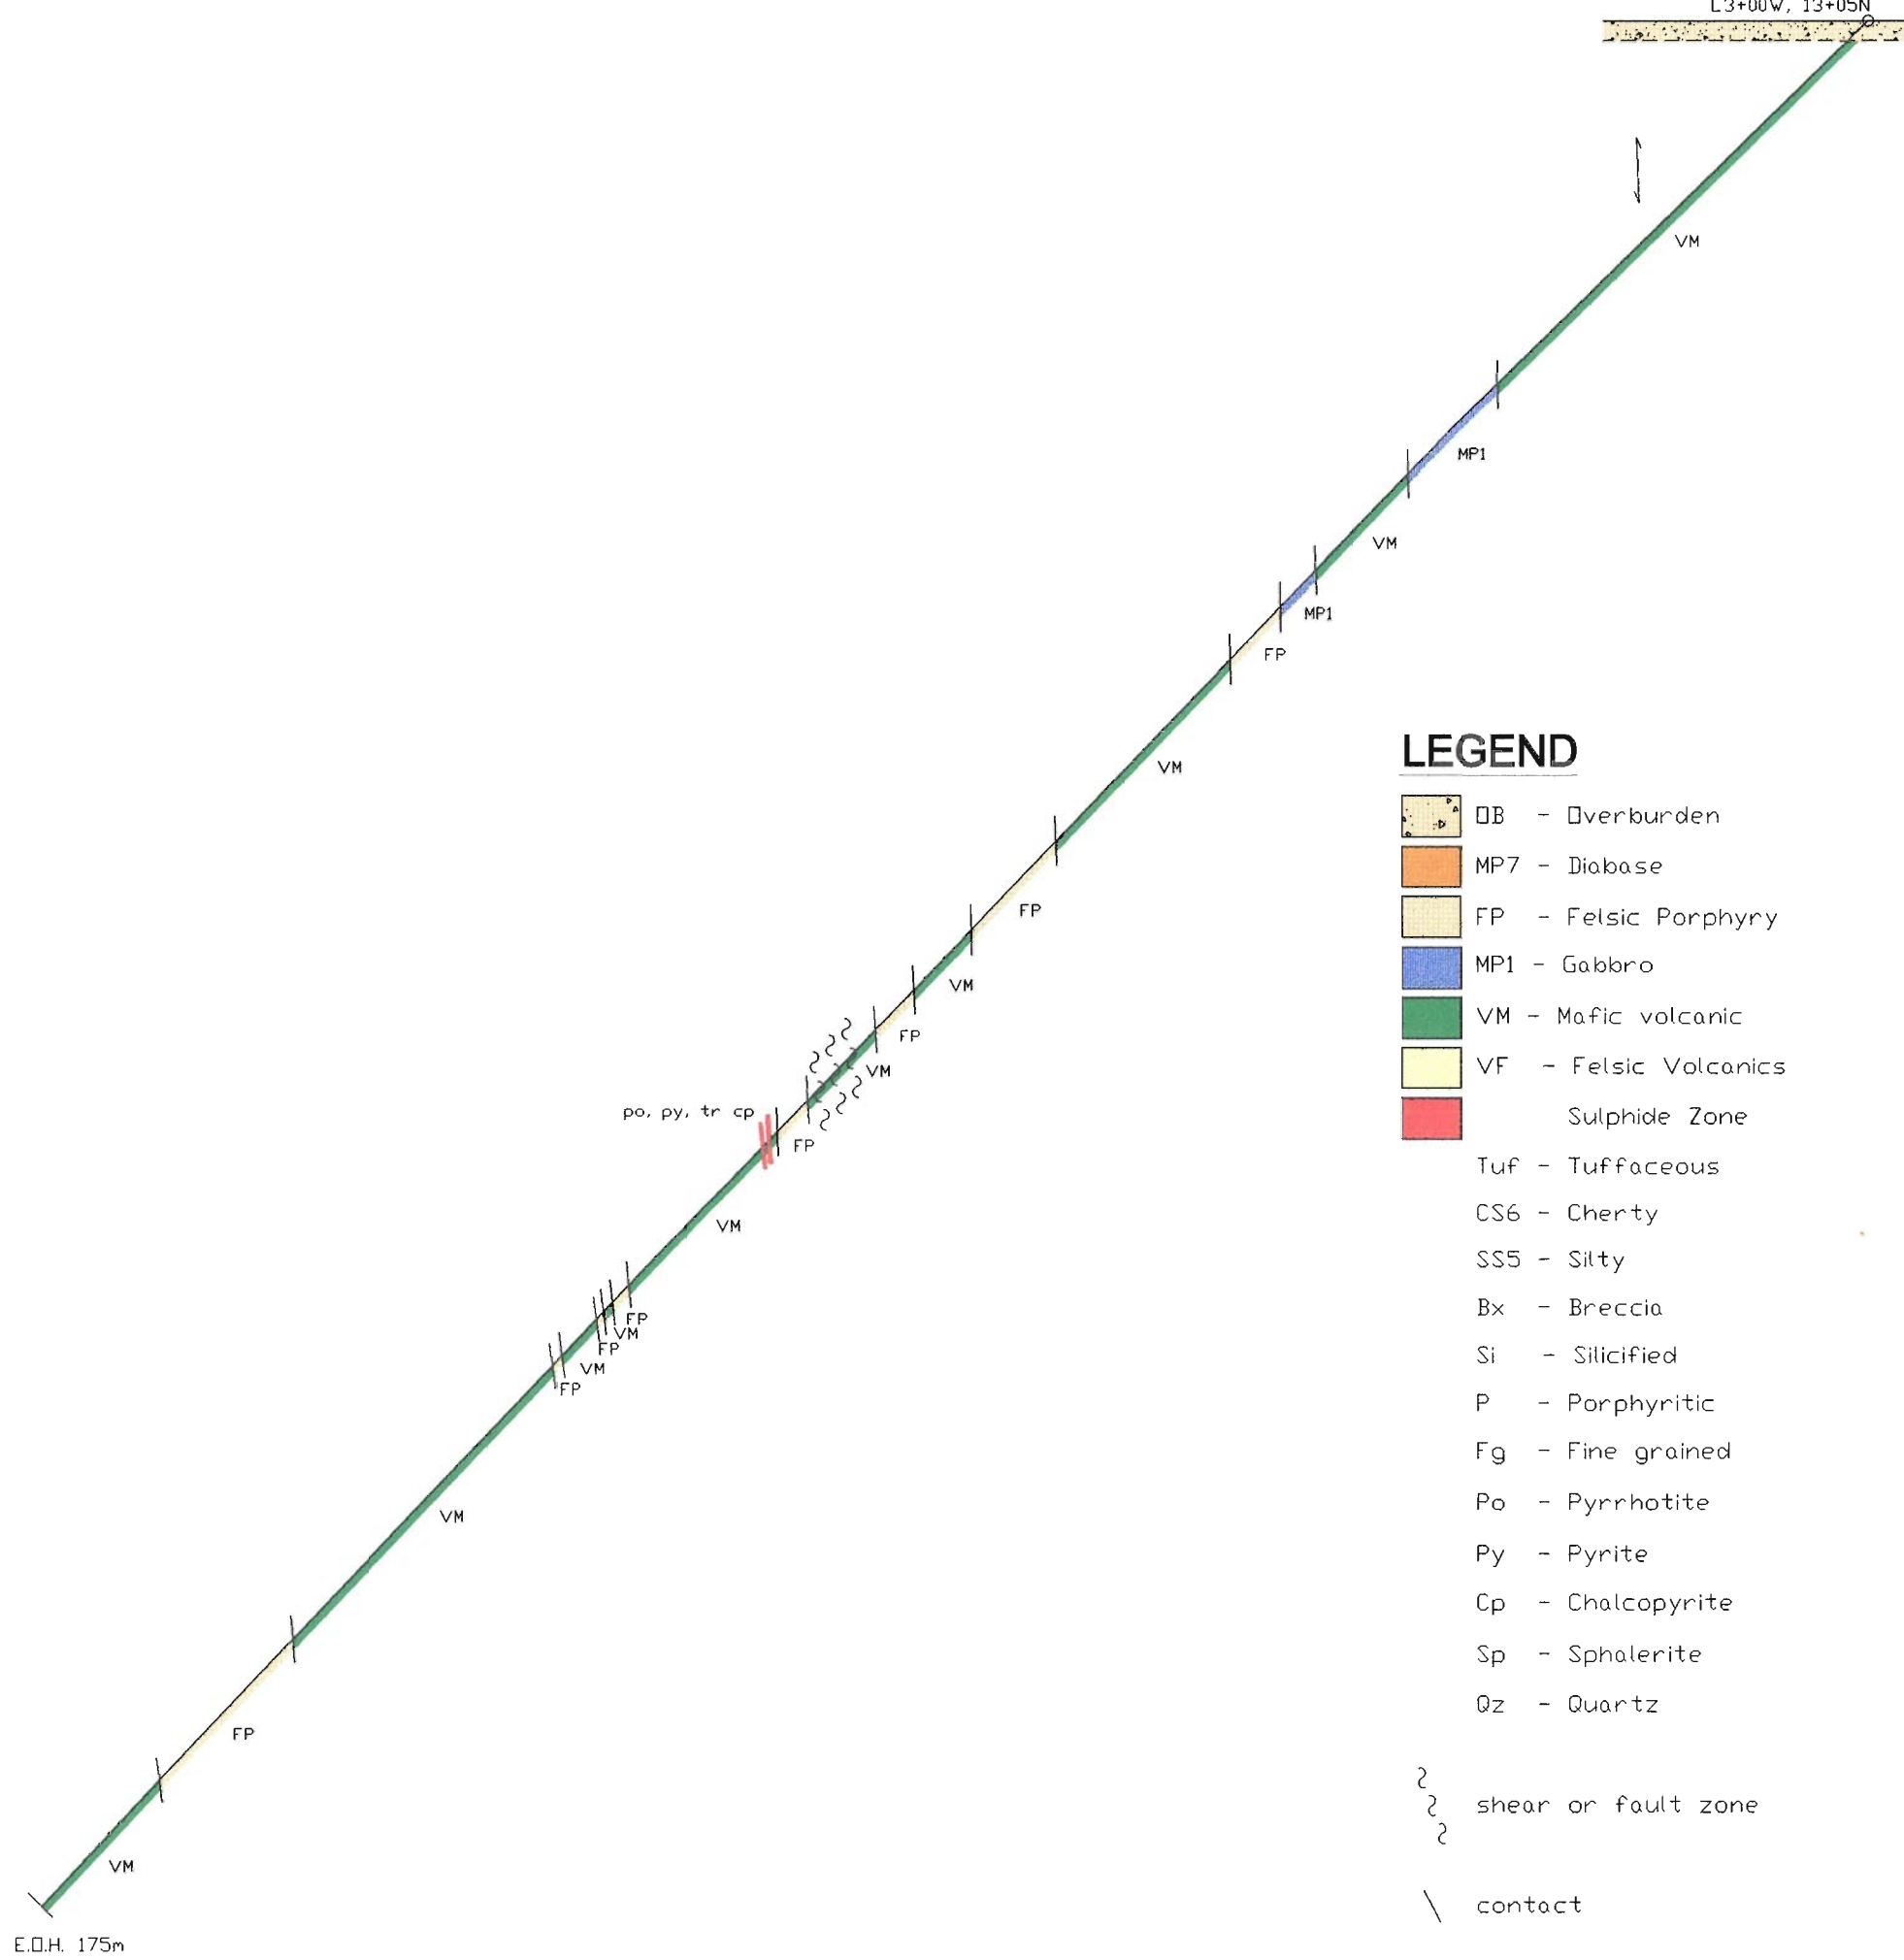 L3+00W, 13+05N
VM
MP1
VM
MP1
FP
VM
FP
VM
FP
VM
po, py, tr cp
FP
VM
FP
VM
FP
VM
FP
VM
FP
VM
E.O.H. 175m
LEGEND
OB - Overburden
MP7 - Diabase
FP - Felsic Porphyry
MP1 - Gabbro
VM - Mafic volcanic
VF - Felsic Volcanics
Sulphide Zone
Tuf - Tuffaceous
CS6 - Cherty
SS5 - Silty
Bx - Breccia
Si - Silicified
P - Porphyritic
Fg - Fine grained
Po - Pyrrhotite
Py - Pyrite
Cp - Chalcopyrite
Sp - Sphalerite
Qz - Quartz
shear or fault zone
contact